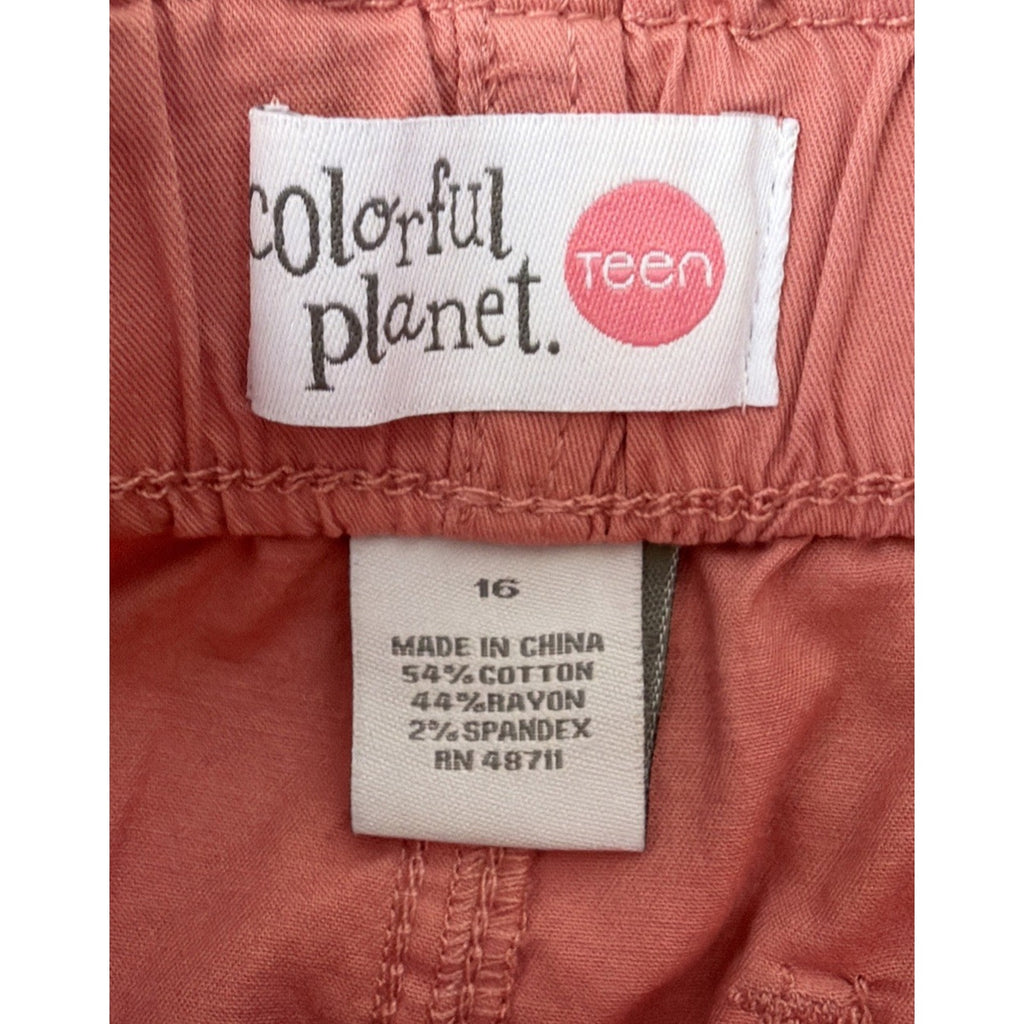 colorful
planet.
Teen
16
MADE IN CHINA
54% COTTON
44% RAYON
2% SPANDEX
RN 48711